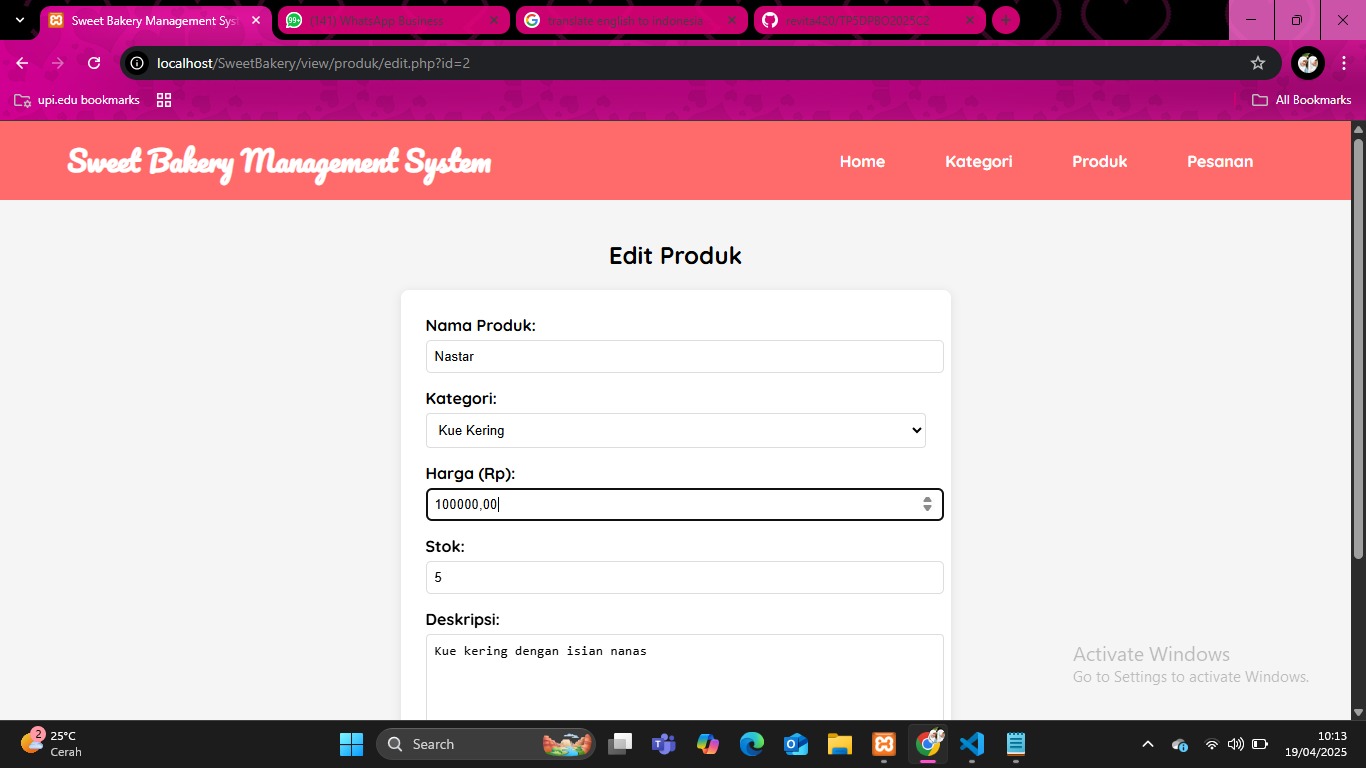 Sweet Bakery Management Syst
99+
(141) WhatsApp Business
translate english to indonesia
revita420/TP5DPBO2025C2
localhost/SweetBakery/view/produk/edit.php?id=2
upi.edu bookmarks
All Bookmarks
Sweet Bakery Management System
Home
Kategori
Produk
Pesanan
Edit Produk
Nama Produk:
Nastar
Kategori:
Kue Kering
Harga (Rp):
100000,00
Stok:
5
Deskripsi:
Kue kering dengan isian nanas
Activate Windows
Go to Settings to activate Windows.
2
25°C
Cerah
Search
10:13
19/04/2025